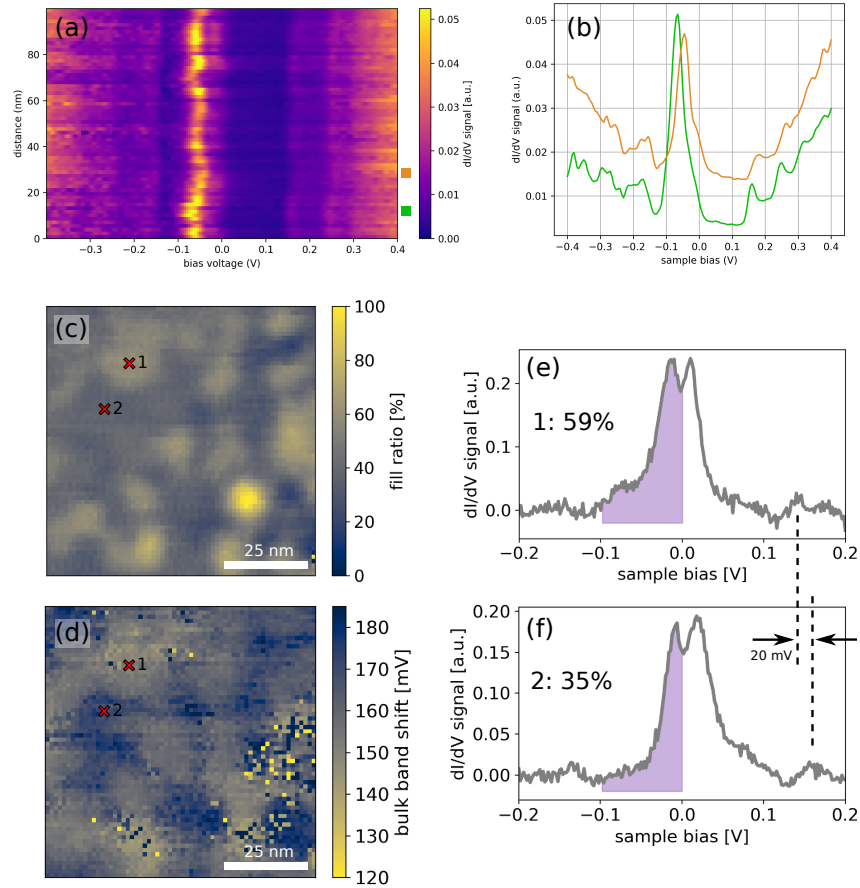 (a)
80
60
40
20
0
distance (nm)
−0.3 −0.2 −0.1 0.0 0.1 0.2 0.3 0.4
bias voltage (V)
0.05
0.04
0.03
0.02
0.01
0.00
dI/dV signal [a.u.]
(b)
0.05
0.04
0.03
0.02
0.01
dI/dV signal (a.u.)
−0.4 −0.3 −0.2 −0.1 0.0 0.1 0.2 0.3 0.4
sample bias (V)
(c)
1
2
25 nm
100
80
60
40
20
0
fill ratio [%]
(d)
1
2
25 nm
180
170
160
150
140
130
120
bulk band shift [mV]
(e)
1: 59%
0.2
0.1
0.0
dI/dV signal [a.u.]
−0.2 −0.1 0.0 0.1 0.2
sample bias [V]
20 mV
(f)
2: 35%
0.20
0.15
0.10
0.05
0.00
dI/dV signal [a.u.]
−0.2 −0.1 0.0 0.1 0.2
sample bias [V]